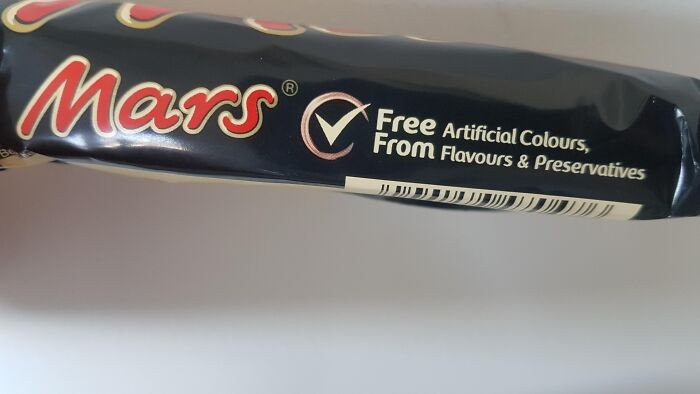 Mars®
Free Artificial Colours,
From Flavours & Preservatives